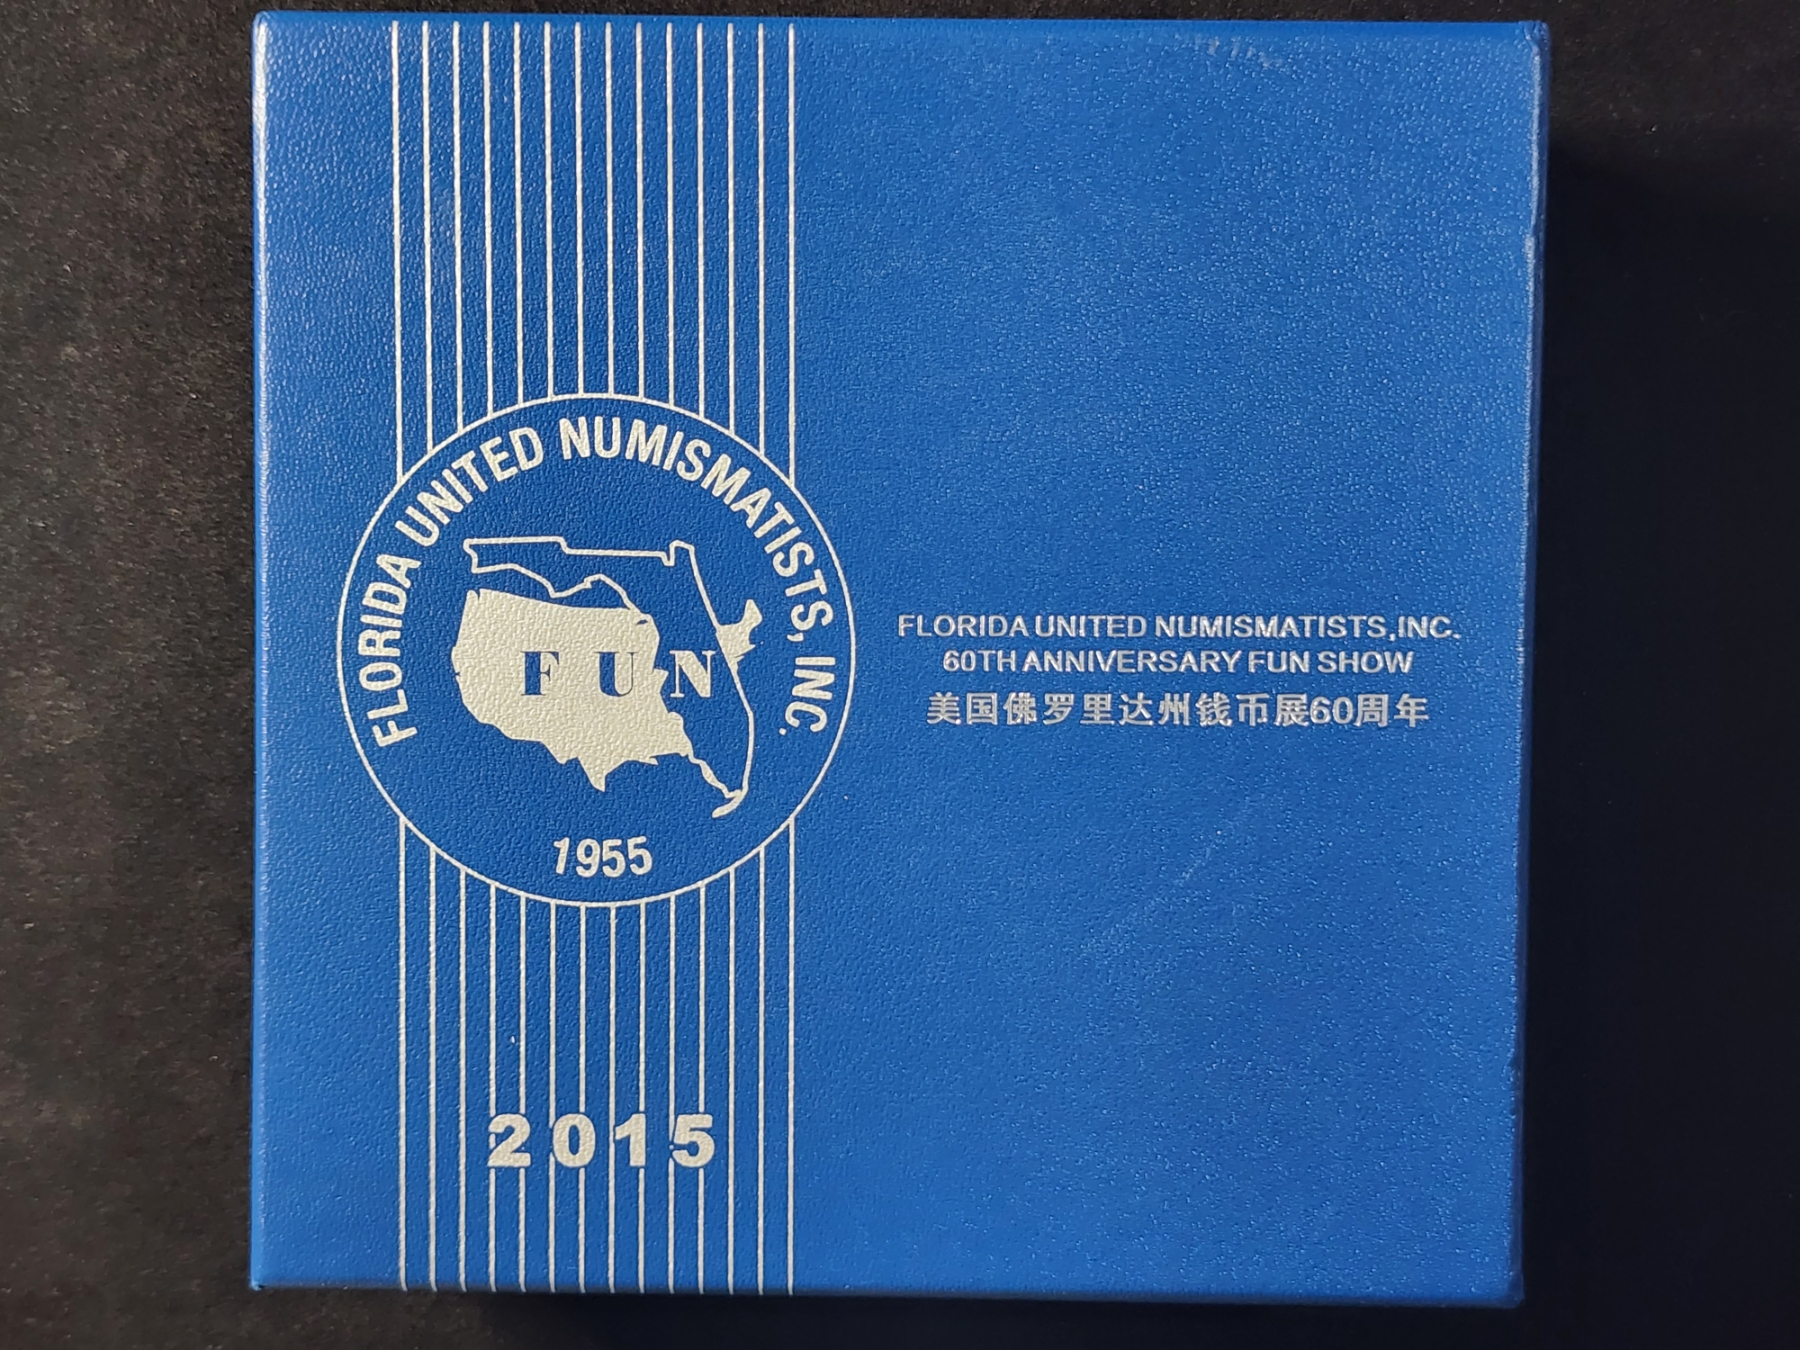 FLORIDA UNITED NUMISMATISTS, INC.
F U N
1955
2015
FLORIDA UNITED NUMISMATISTS,INC.
60TH ANNIVERSARY FUN SHOW
美国佛罗里达州钱币展60周年